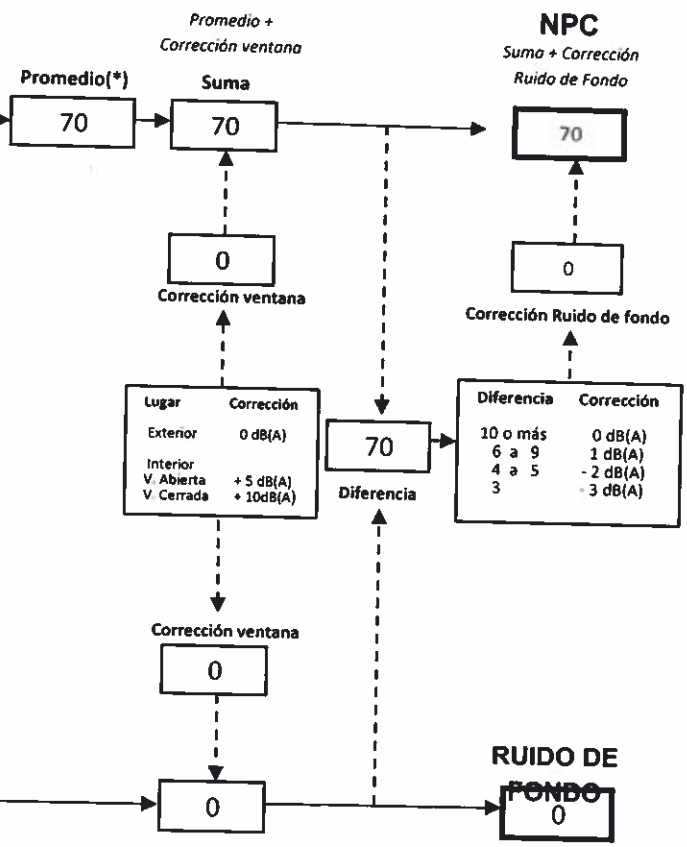 Promedio +
Corrección ventana
NPC
Suma + Corrección
Ruido de Fondo
Promedio(*)
Suma
70
70
70
0
Corrección ventana
0
Corrección Ruido de fondo
Lugar Corrección
Exterior 0 dB(A)
Interior
V. Abierta + 5 dB(A)
V. Cerrada + 10dB(A)
70
Diferencia
Diferencia Corrección
10 o más 0 dB(A)
6 a 9 1 dB(A)
4 a 5 - 2 dB(A)
3 - 3 dB(A)
Corrección ventana
0
0
RUIDO DE
FONDO
0